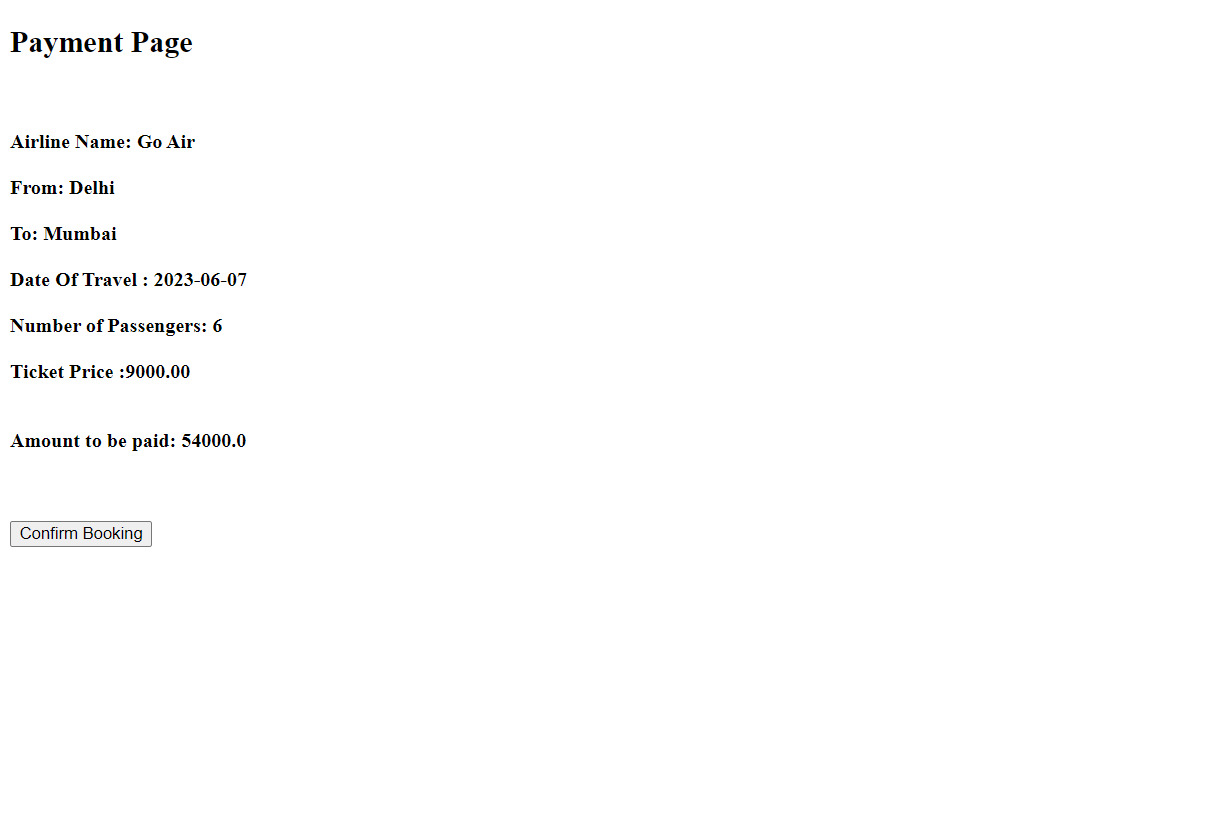 Payment Page
Airline Name: Go Air
From: Delhi
To: Mumbai
Date Of Travel : 2023-06-07
Number of Passengers: 6
Ticket Price :9000.00
Amount to be paid: 54000.0
Confirm Booking